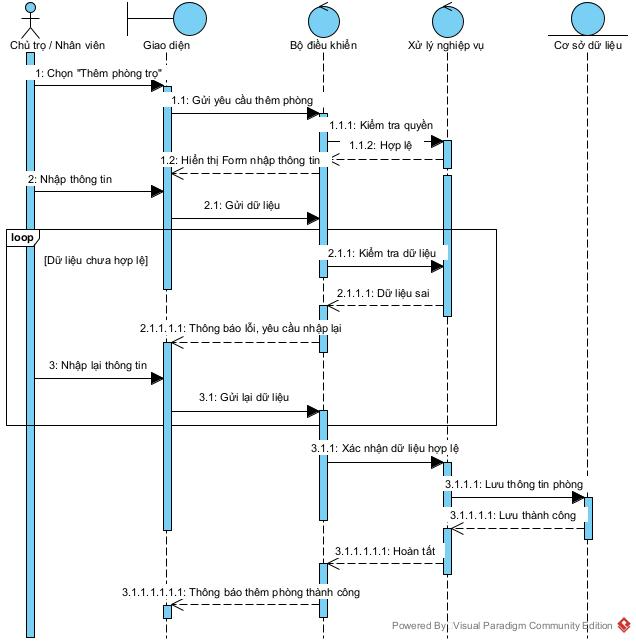 Chủ trọ / Nhân viên
Giao diện
Bộ điều khiển
Xử lý nghiệp vụ
Cơ sở dữ liệu
1: Chọn "Thêm phòng trọ"
1.1: Gửi yêu cầu thêm phòng
1.1.1: Kiểm tra quyền
1.1.2: Hợp lệ
1.2: Hiển thị Form nhập thông tin
2: Nhập thông tin
2.1: Gửi dữ liệu
loop
[Dữ liệu chưa hợp lệ]
2.1.1: Kiểm tra dữ liệu
2.1.1.1: Dữ liệu sai
2.1.1.1.1: Thông báo lỗi, yêu cầu nhập lại
3: Nhập lại thông tin
3.1: Gửi lại dữ liệu
3.1.1: Xác nhận dữ liệu hợp lệ
3.1.1.1: Lưu thông tin phòng
3.1.1.1.1: Lưu thành công
3.1.1.1.1.1: Hoàn tất
3.1.1.1.1.1.1: Thông báo thêm phòng thành công
Powered By Visual Paradigm Community Edition